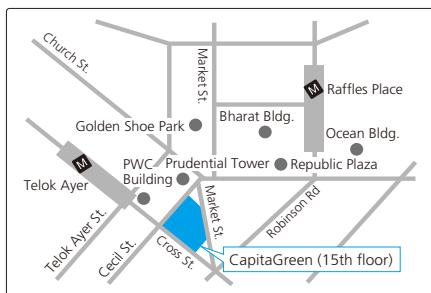 Church St.
Market St.
M
Raffles Place
Golden Shoe Park
Bharat Bldg.
Ocean Bldg.
M
Telok Ayer
PWC
Building
Prudential Tower
Republic Plaza
Market St.
Robinson Rd
Telok Ayer St.
Cecil St.
Cross St.
CapitaGreen (15th floor)